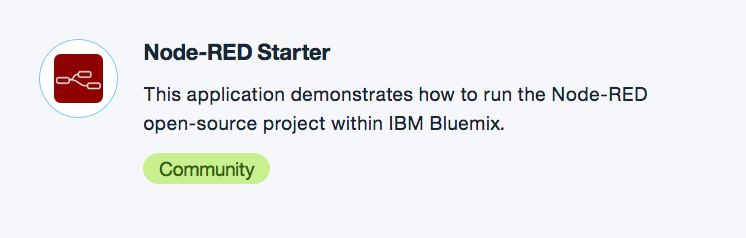 Node-RED Starter
This application demonstrates how to run the Node-RED
open-source project within IBM Bluemix.
Community